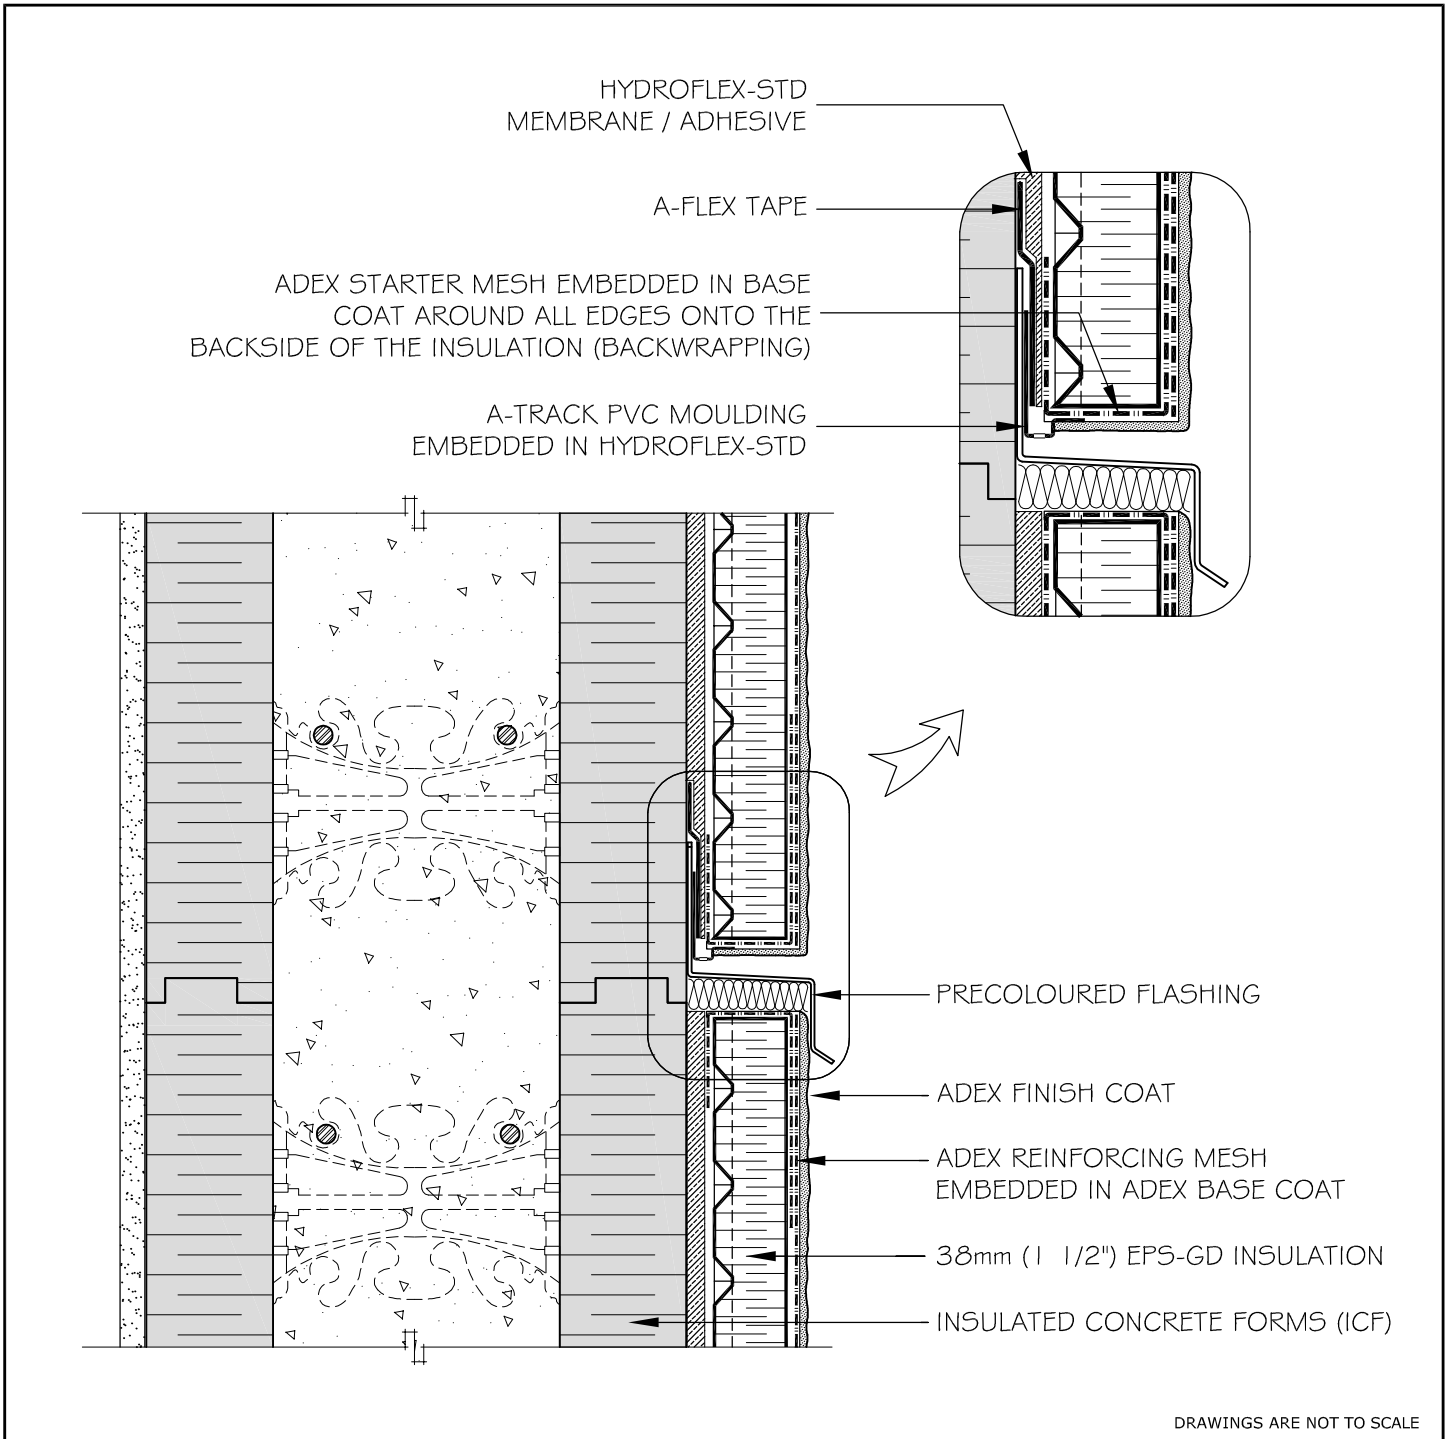 HYDROFLEX-STD
MEMBRANE / ADHESIVE
A-FLEX TAPE
ADEX STARTER MESH EMBEDDED IN BASE
COAT AROUND ALL EDGES ONTO THE
BACKSIDE OF THE INSULATION (BACKWRAPPING)
A-TRACK PVC MOULDING
EMBEDDED IN HYDROFLEX-STD
PRECOLOURED FLASHING
ADEX FINISH COAT
ADEX REINFORCING MESH
EMBEDDED IN ADEX BASE COAT
38mm (1 1/2") EPS-GD INSULATION
INSULATED CONCRETE FORMS (ICF)
DRAWINGS ARE NOT TO SCALE